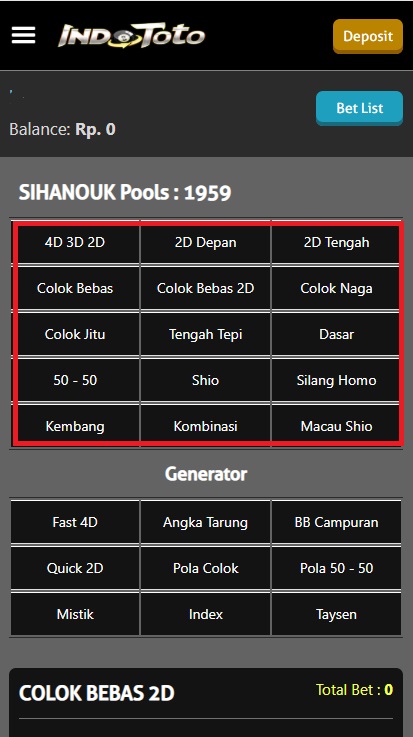 INDOTOTO
Deposit
Bet List
Balance: Rp. 0
SIHANOUK Pools : 1959
4D 3D 2D 2D Depan 2D Tengah
Colok Bebas Colok Bebas 2D Colok Naga
Colok Jitu Tengah Tepi Dasar
50 - 50 Shio Silang Homo
Kembang Kombinasi Macau Shio
Generator
Fast 4D Angka Tarung BB Campuran
Quick 2D Pola Colok Pola 50 - 50
Mistik Index Taysen
COLOK BEBAS 2D Total Bet : 0